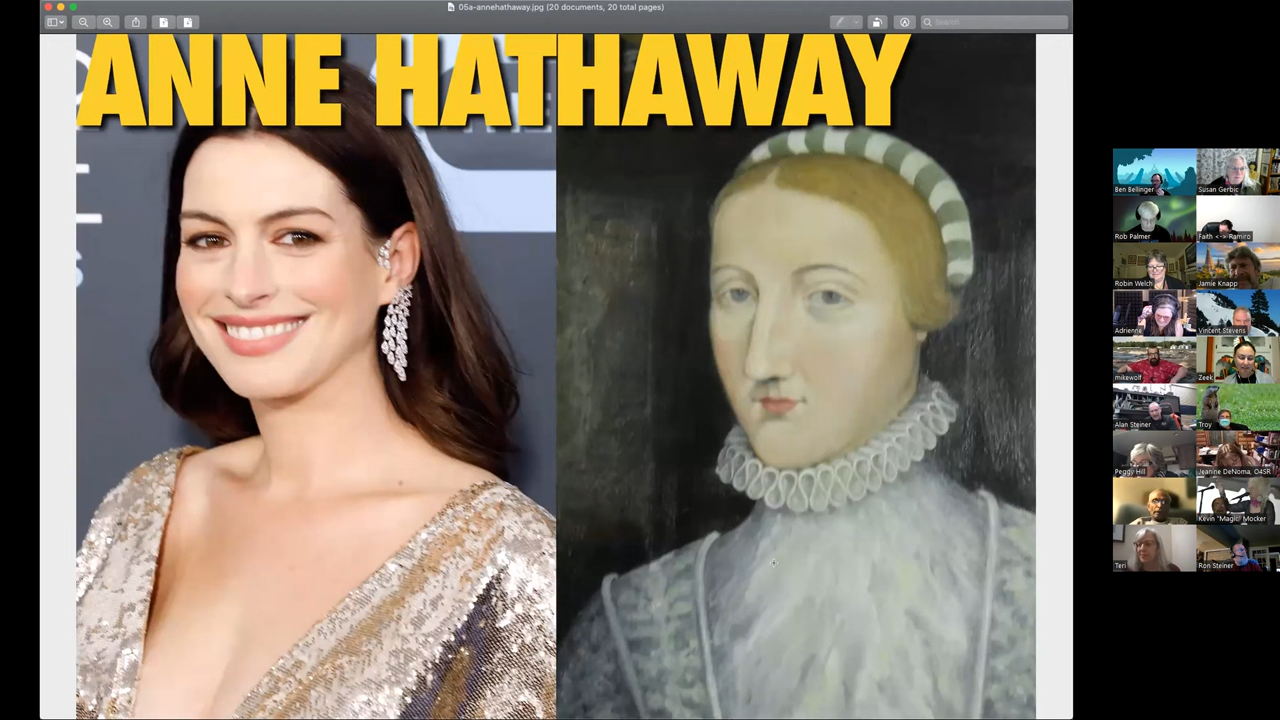 05a-annehathaway.jpg (20 documents, 20 total pages)
Search
ANNE HATHAWAY
Ben Bellinger
Susan Gerbic
Rob Palmer
Faith <-> Ramiro
Robin Welch
Jamie Knapp
Adrienne
Vincent Stevens
mikewolf
Zeek
Alan Steiner
Troy
Peggy Hill
Jeanine DeNoma, O4SR
Kevin "Magic" Mocker
Teri
Ron Steiner